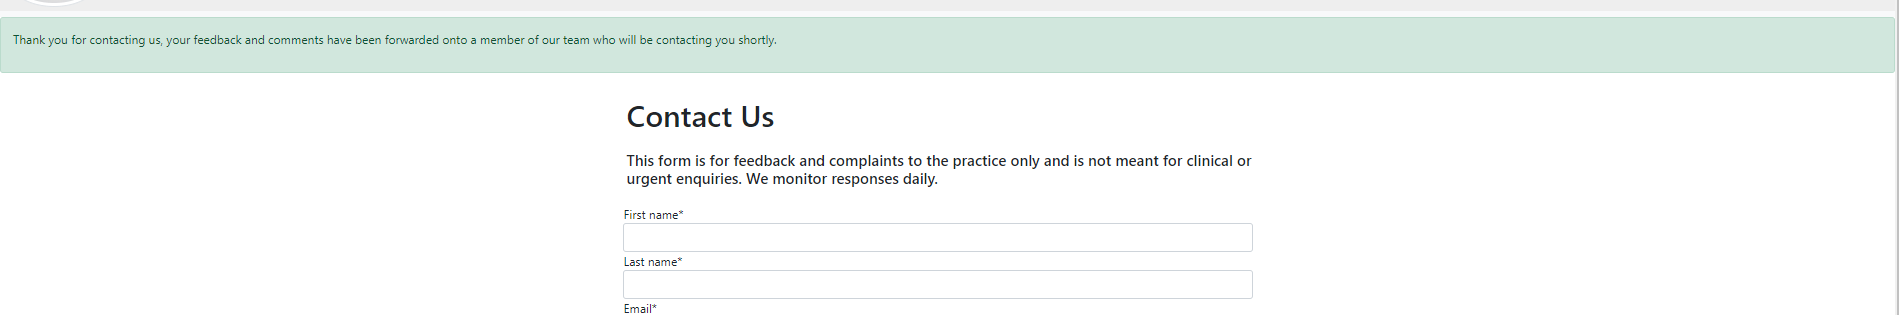 Thank you for contacting us, your feedback and comments have been forwarded onto a member of our team who will be contacting you shortly.
Contact Us
This form is for feedback and complaints to the practice only and is not meant for clinical or
urgent enquiries. We monitor responses daily.
First name*
Last name*
Email*